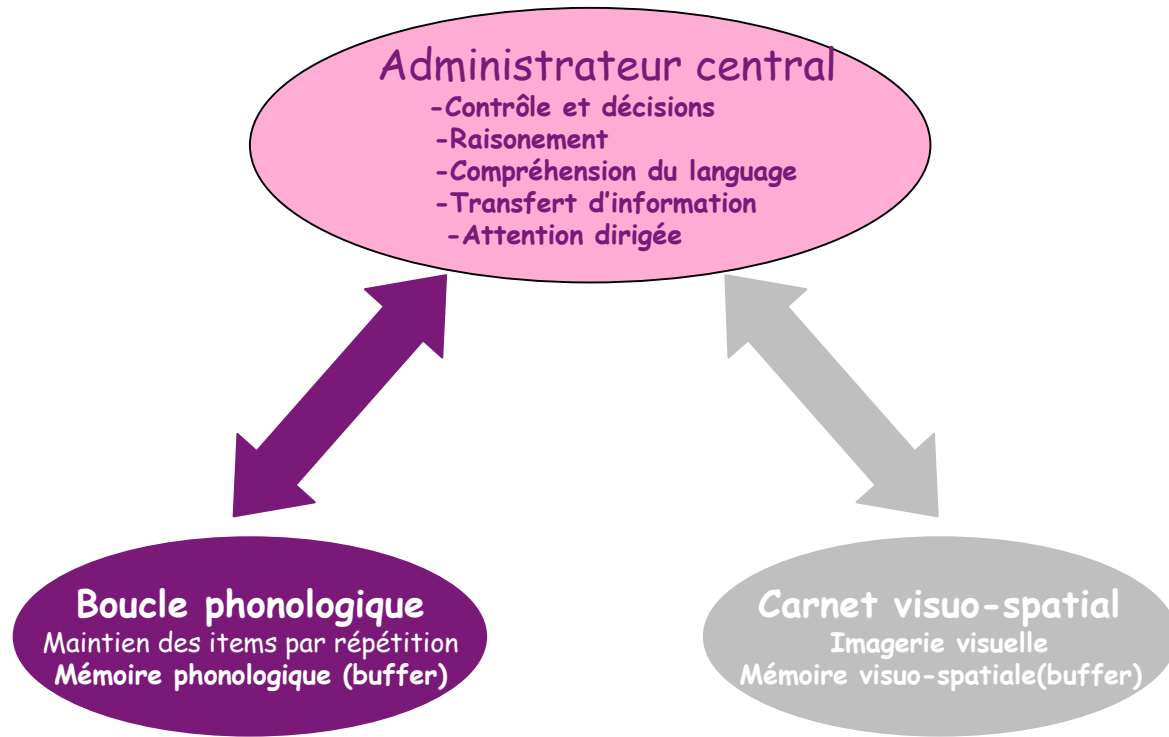 Administrateur central
-Contrôle et décisions
-Raisonement
-Compréhension du language
-Transfert d'information
-Attention dirigée
Boucle phonologique
Maintien des items par répétition
Mémoire phonologique (buffer)
Carnet visuo-spatial
Imagerie visuelle
Mémoire visuo-spatiale(buffer)